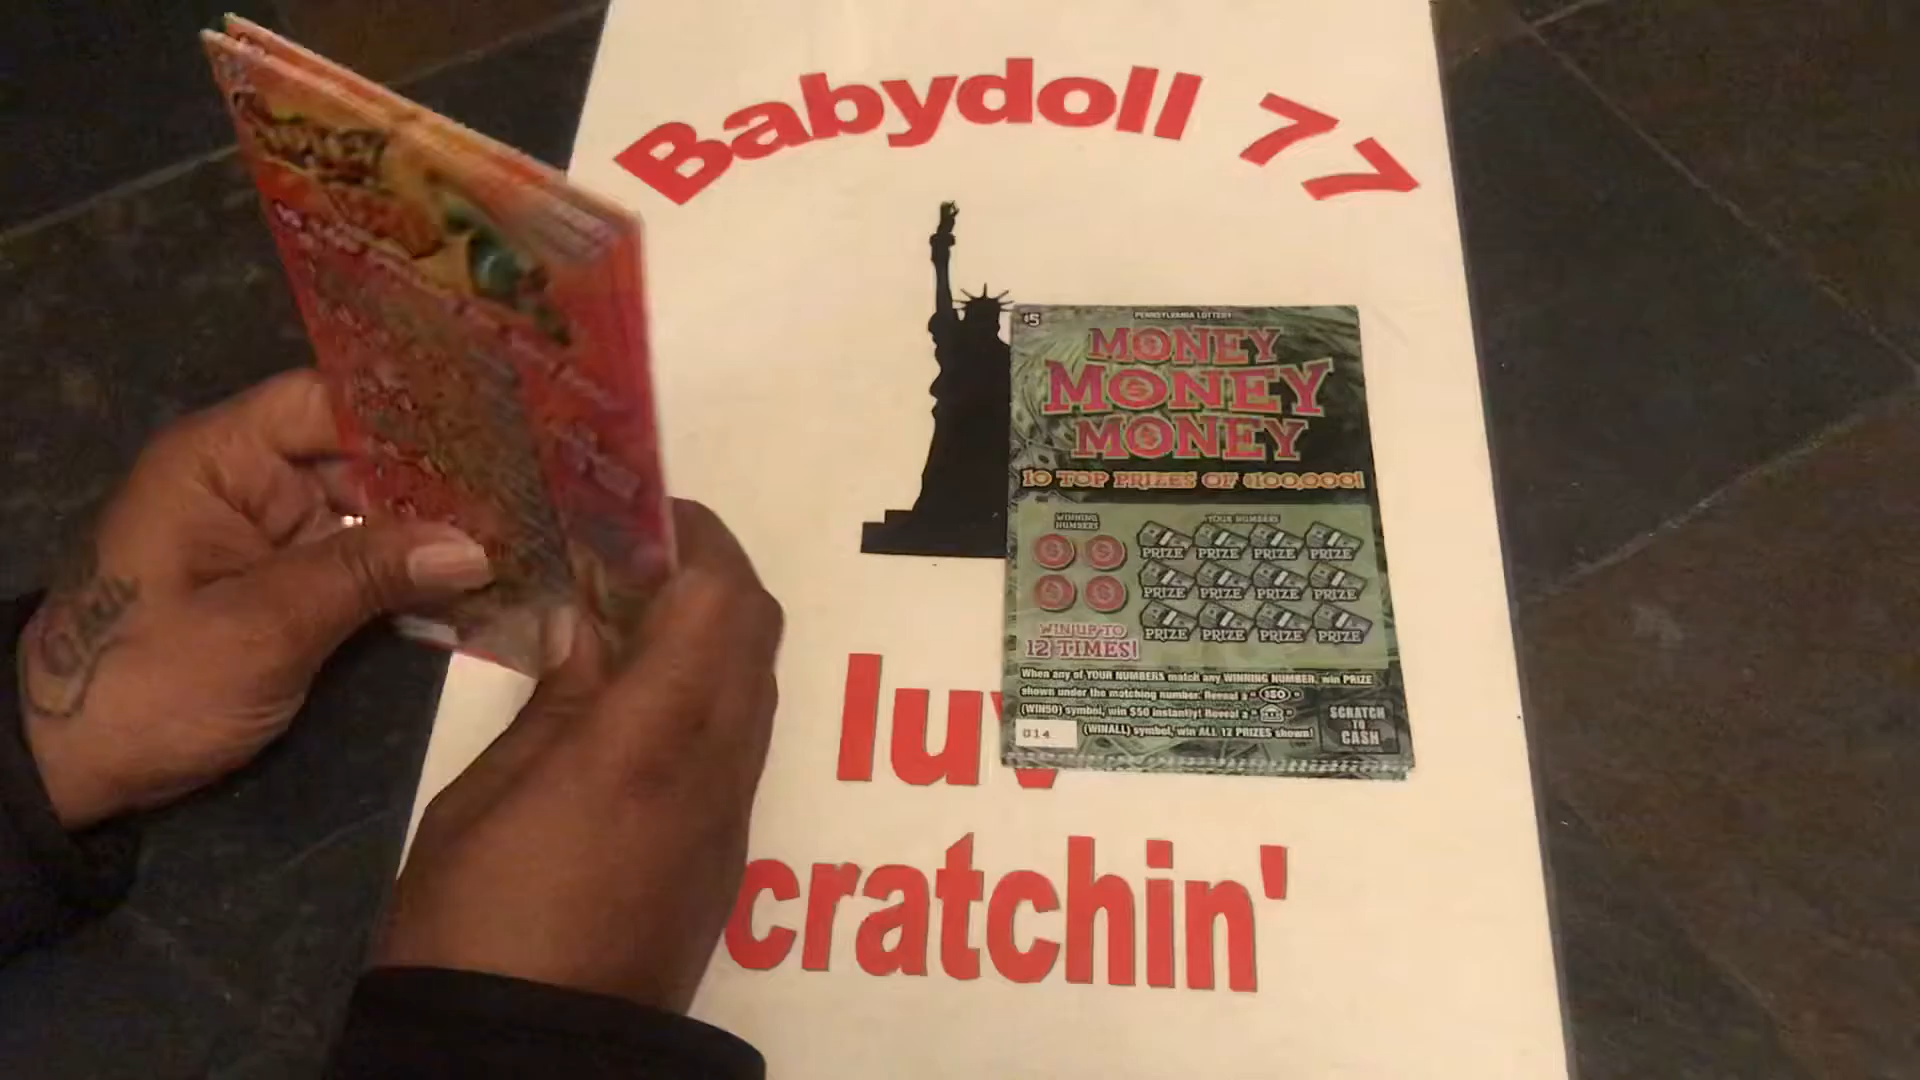 Babydoll 77
$5
PENNSYLVANIA LOTTERY
MONEY
MONEY
MONEY
10 TOP PRIZES OF $100,000!
WINNING
NUMBERS
YOUR NUMBERS
PRIZE PRIZE PRIZE PRIZE
PRIZE PRIZE PRIZE PRIZE
PRIZE PRIZE PRIZE PRIZE
WIN UP TO
12 TIMES!
When any of YOUR NUMBERS match any WINNING NUMBER, win PRIZE
shown under the matching number. Reveal a "$50"
(WIN50) symbol, win $50 instantly! Reveal a " "
(WINALL) symbol, win ALL 12 PRIZES shown!
014
SCRATCH
TO
CASH
luv
cratchin'